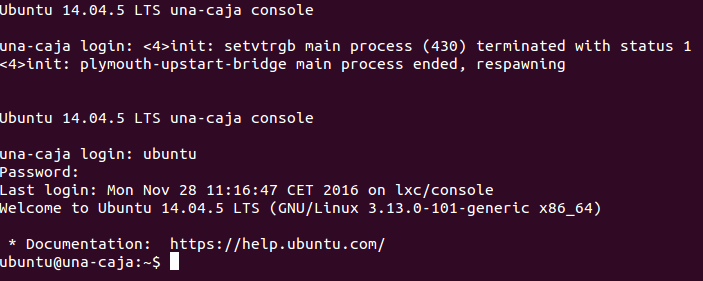 Ubuntu 14.04.5 LTS una-caja console
una-caja login: <4>init: setvtrgb main process (430) terminated with status 1
<4>init: plymouth-upstart-bridge main process ended, respawning
Ubuntu 14.04.5 LTS una-caja console
una-caja login: ubuntu
Password:
Last login: Mon Nov 28 11:16:47 CET 2016 on lxc/console
Welcome to Ubuntu 14.04.5 LTS (GNU/Linux 3.13.0-101-generic x86_64)
* Documentation:  https://help.ubuntu.com/
ubuntu@una-caja:~$